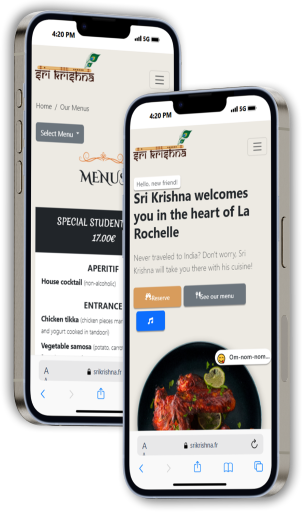 4:20 PM
5G
sri krishna
Home / Our Menus
Select Menu
MENUS
SPECIAL STUDENT
17.00€
APERITIF
House cocktail (non-alcoholic)
ENTRANCE
Chicken tikka (chicken pieces mar
and yogurt cooked in tandoori)
Vegetable samosa (potato, carro
srikrishna.fr
4:20 PM
5G
sri krishna
Hello, new friend!
Sri Krishna welcomes
you in the heart of La
Rochelle
Never traveled to India? Don't worry, Sri
Krishna will take you there with his cuisine!
Reserve
See our menu
Om-nom-nom...
srikrishna.fr